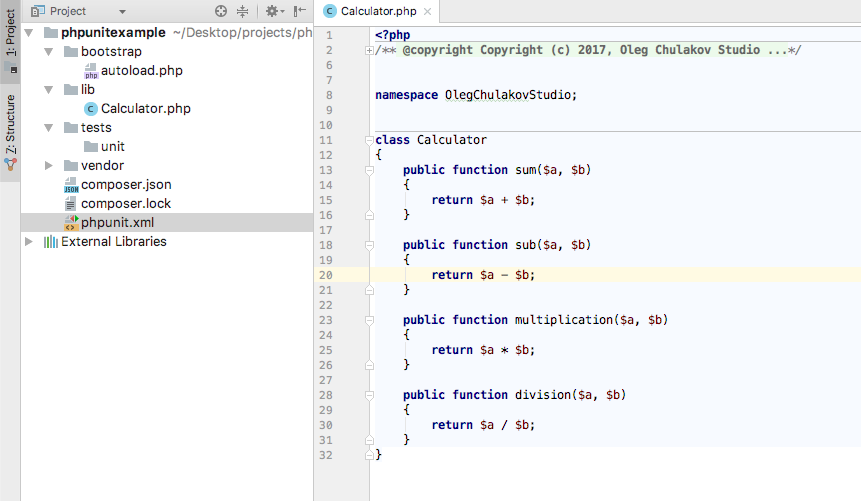 1: Project
Z: Structure
Project
phpunitexample ~/Desktop/projects/ph
bootstrap
autoload.php
lib
Calculator.php
tests
unit
vendor
composer.json
composer.lock
phpunit.xml
External Libraries
Calculator.php
1 <?php
2 /** @copyright Copyright (c) 2017, Oleg Chulakov Studio ...*/
6
7
8 namespace OlegChulakovStudio;
9
10
11 class Calculator
12 {
13 public function sum($a, $b)
14 {
15 return $a + $b;
16 }
17
18 public function sub($a, $b)
19 {
20 return $a - $b;
21 }
22
23 public function multiplication($a, $b)
24 {
25 return $a * $b;
26 }
27
28 public function division($a, $b)
29 {
30 return $a / $b;
31 }
32 }